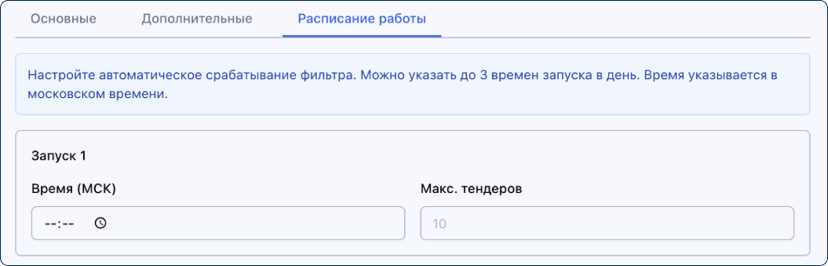 Основные Дополнительные Расписание работы
Настройте автоматическое срабатывание фильтра. Можно указать до 3 времен запуска в день. Время указывается в
московском времени.
Запуск 1
Время (МСК) Макс. тендеров
--:-- 10